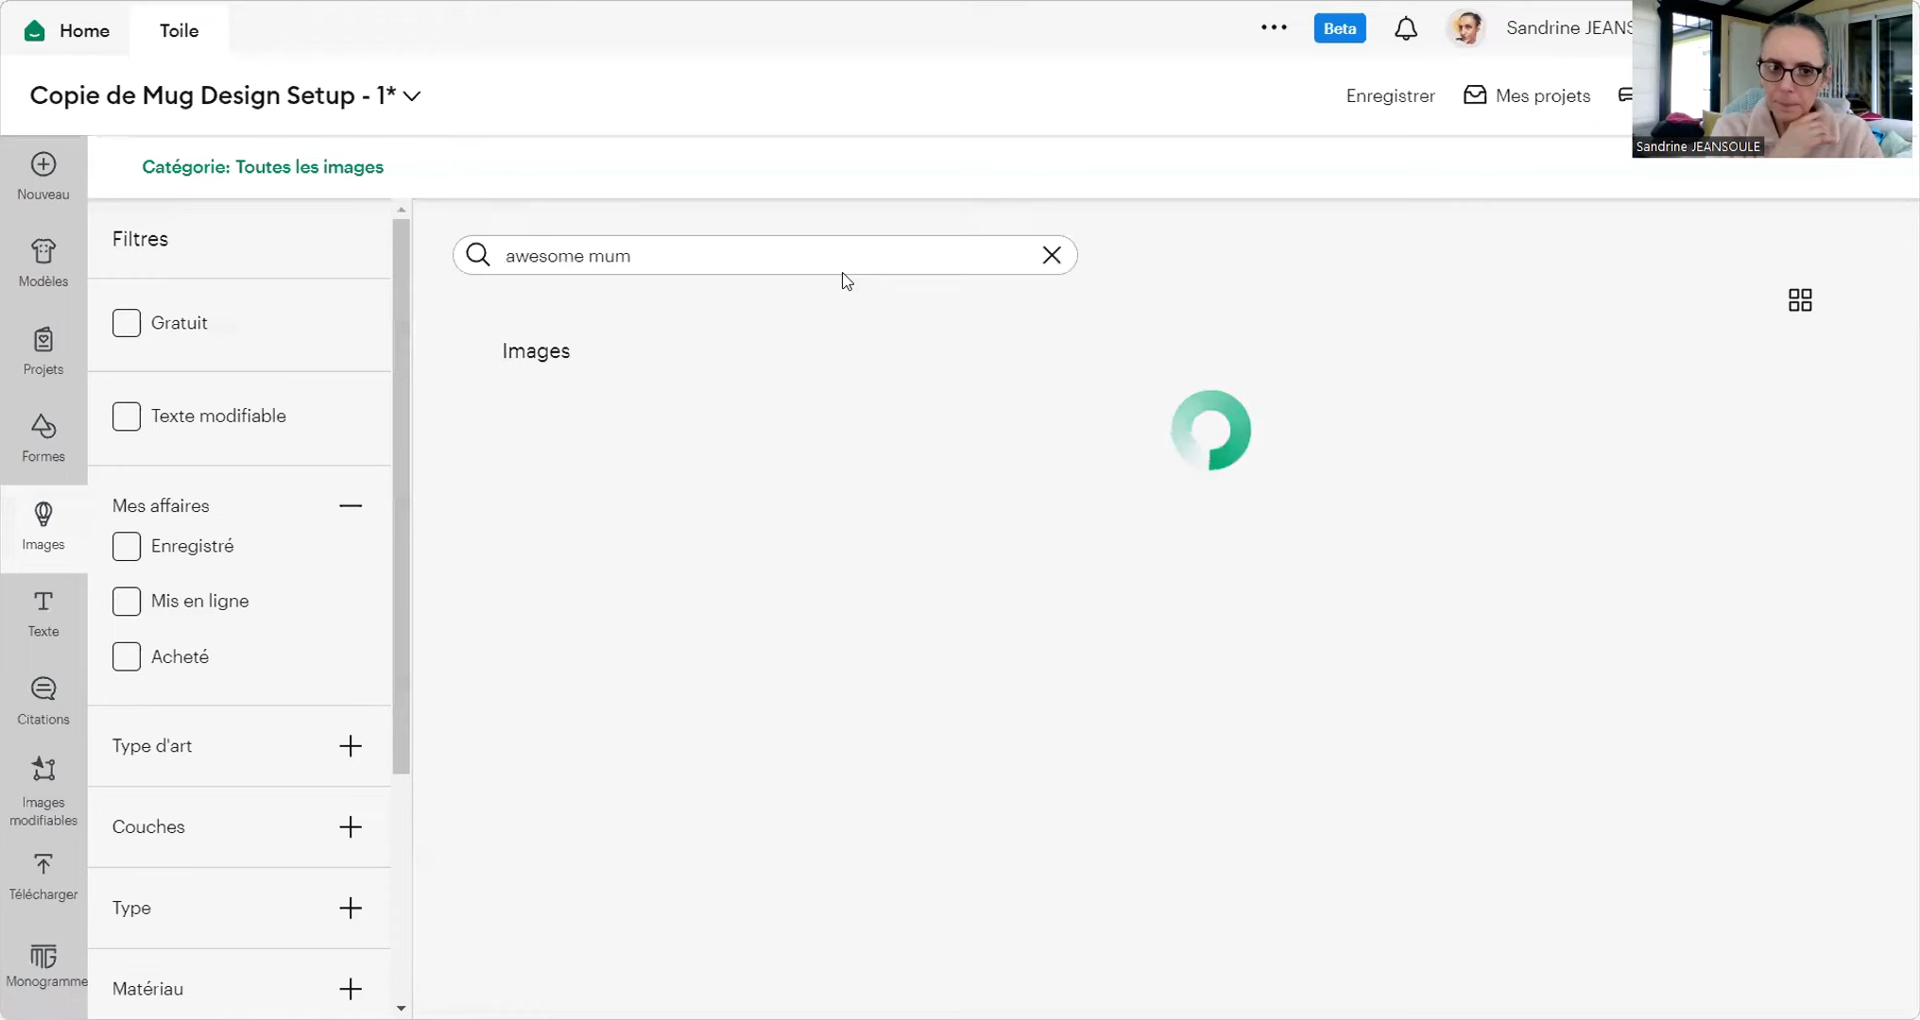 Home
Toile
Beta
Sandrine JEANS
Copie de Mug Design Setup - 1*
Enregistrer
Mes projets
Sandrine JEANSOULE
Catégorie: Toutes les images
Nouveau
Modèles
Projets
Formes
Images
Texte
Citations
Images
modifiables
Télécharger
Monogramme
Filtres
Gratuit
Texte modifiable
Mes affaires
Enregistré
Mis en ligne
Acheté
Type d'art
Couches
Type
Matériau
awesome mum
Images